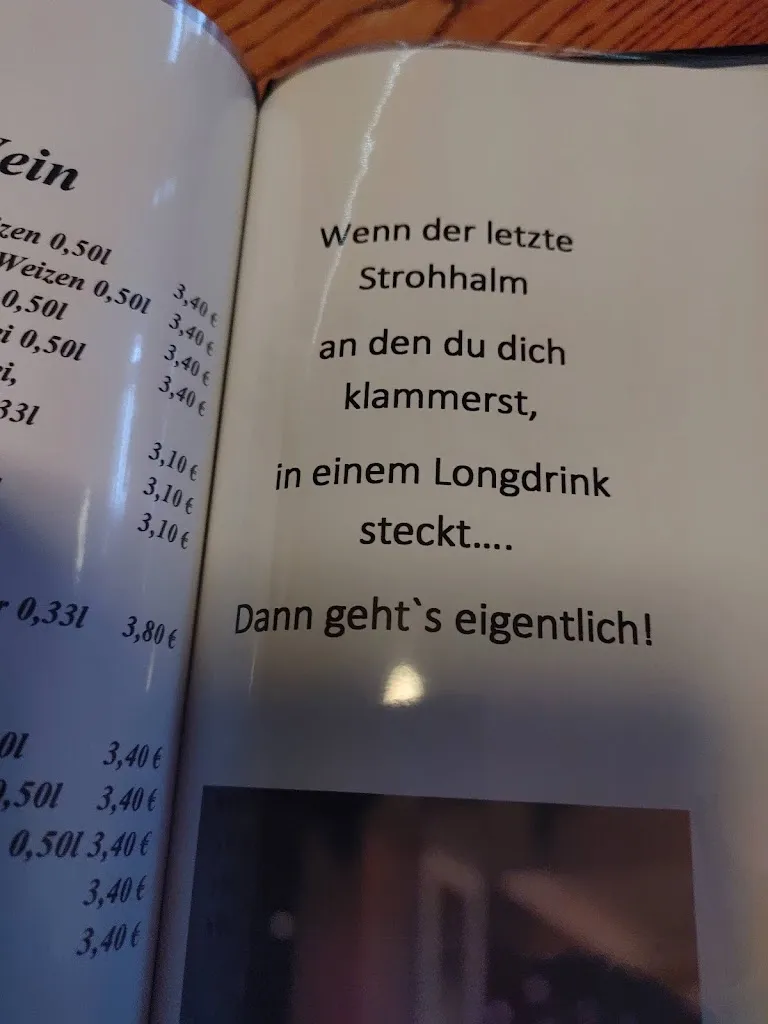 ein
zen 0,50l 3,40 €
Weizen 0,50l 3,40 €
0,50l 3,40 €
i 0,50l 3,40 €
i,
33l 3,10 €
3,10 €
3,10 €
r 0,33l 3,80 €
0l 3,40 €
0,50l 3,40 €
0,50l 3,40 €
3,40 €
3,40 €
Wenn der letzte
Strohhalm
an den du dich
klammerst,
in einem Longdrink
steckt....
Dann geht`s eigentlich!